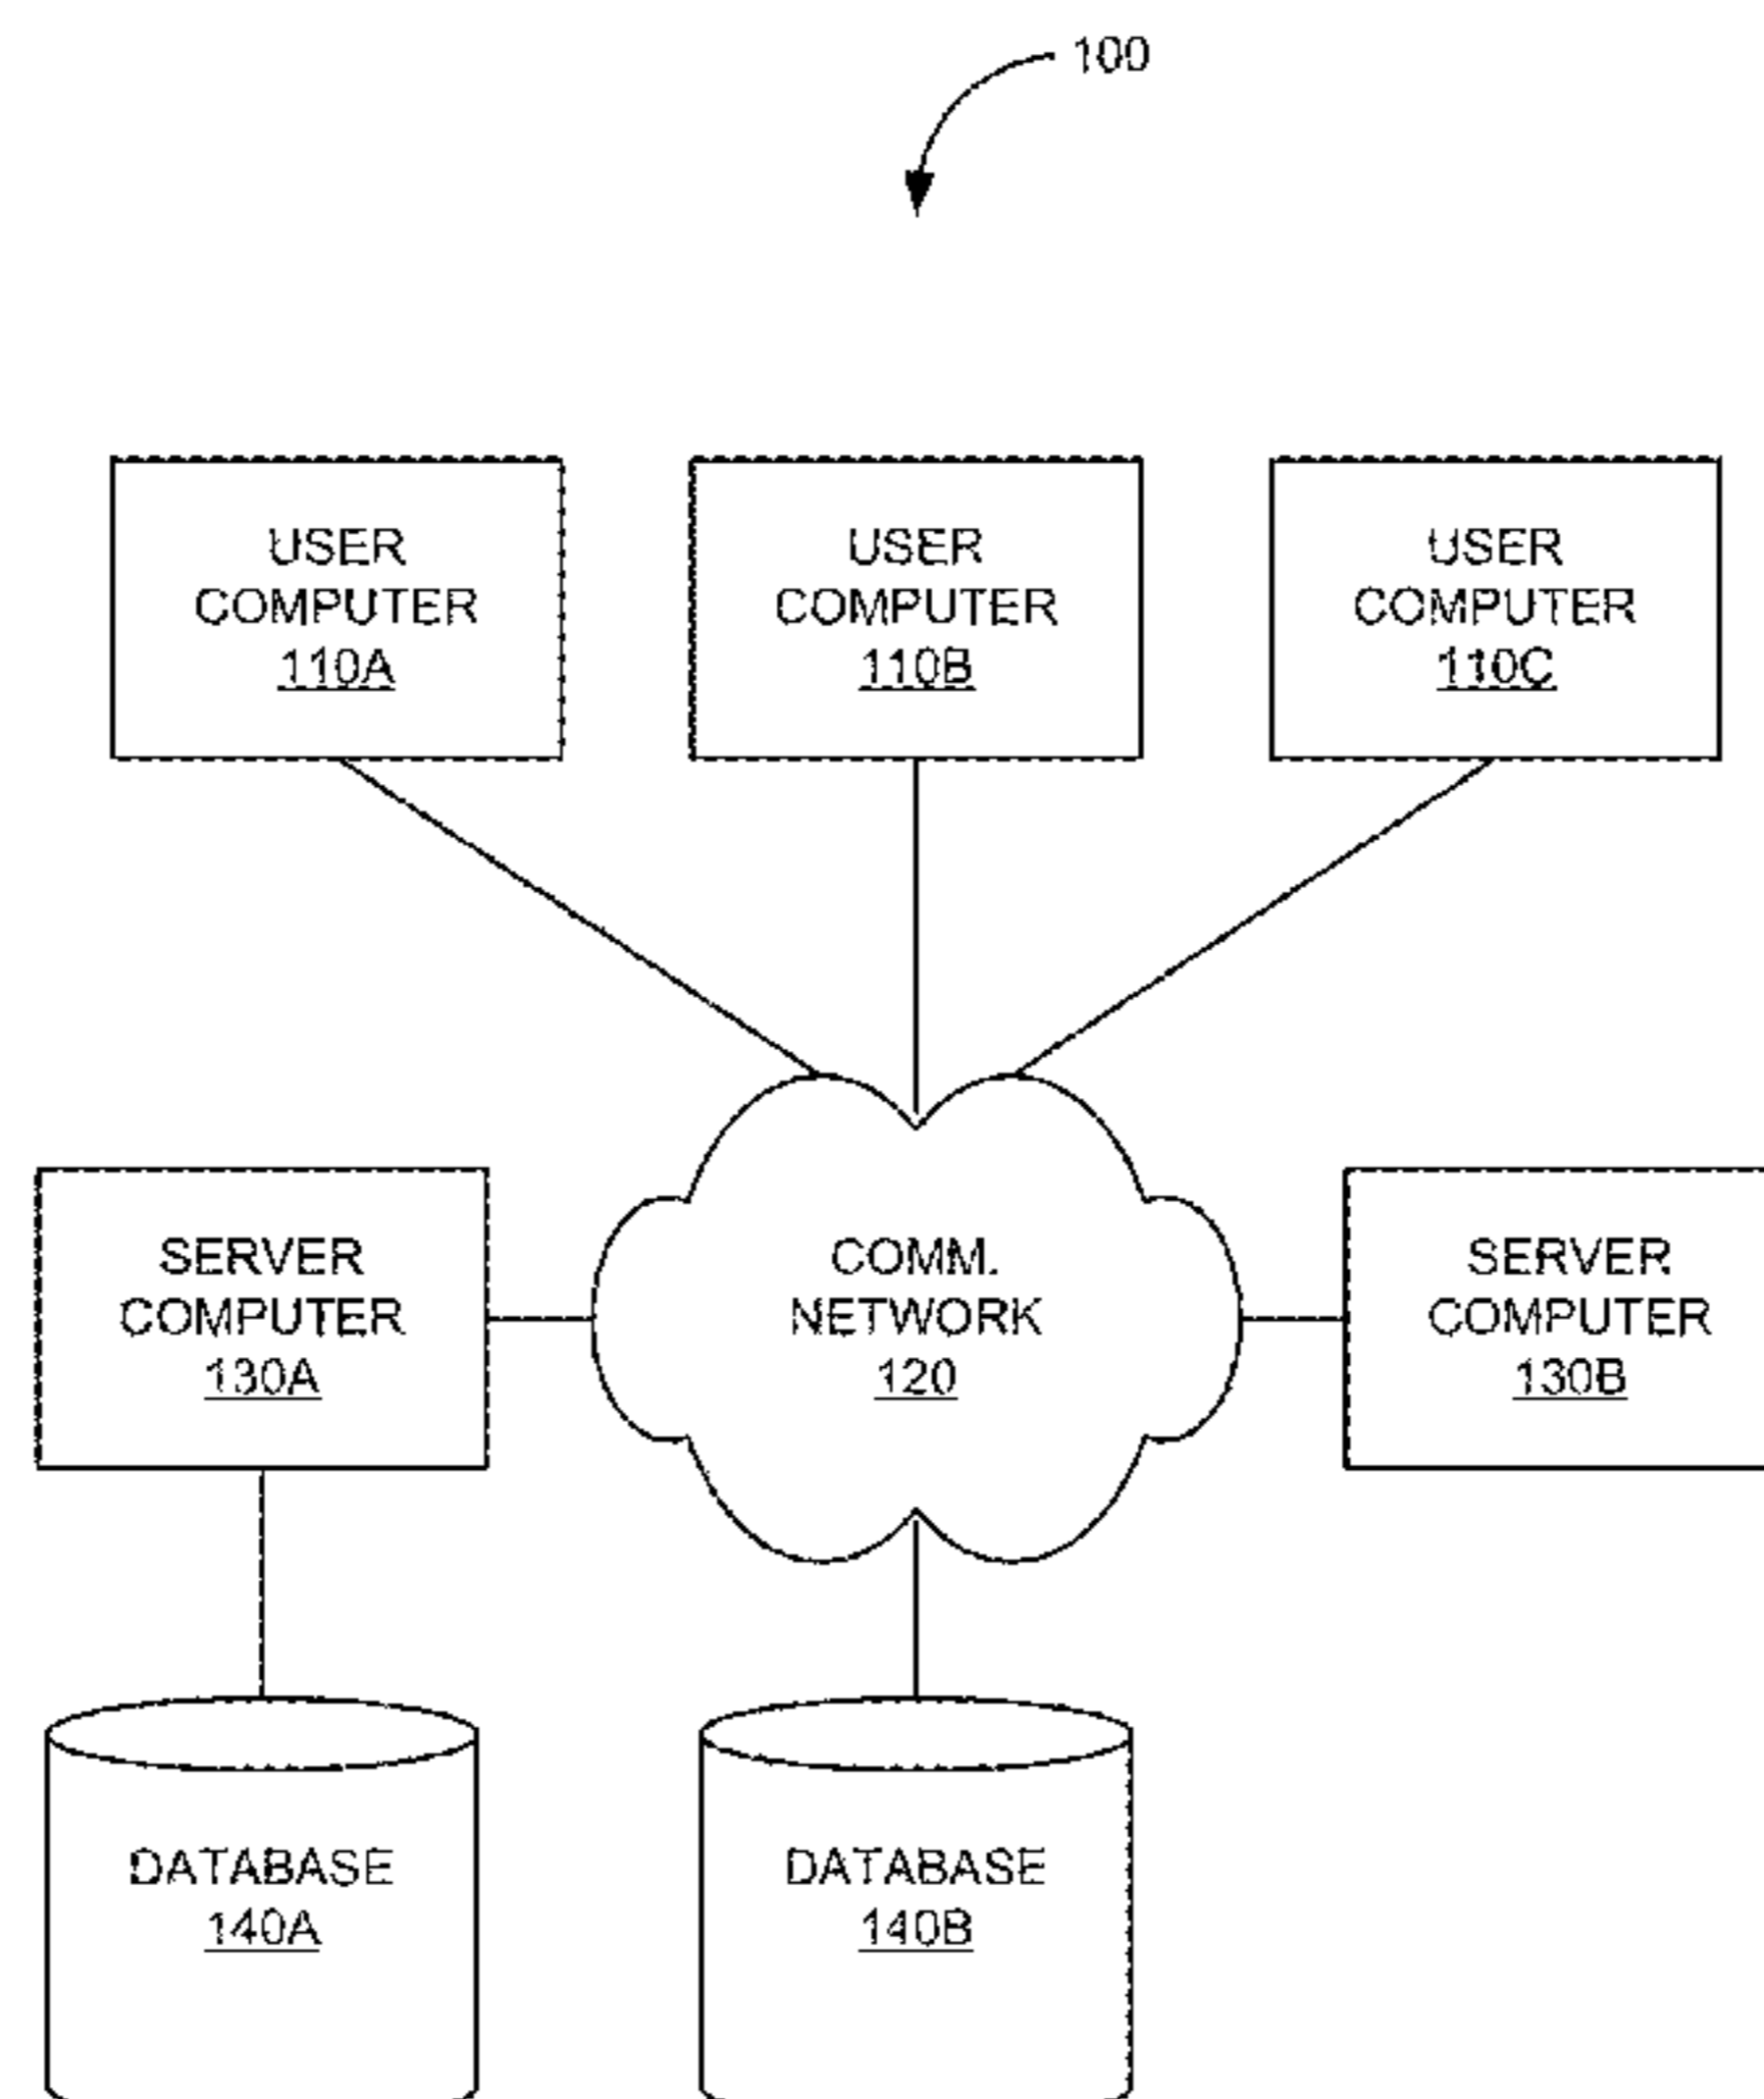 100
USER
COMPUTER
110A
USER
COMPUTER
110B
USER
COMPUTER
110C
SERVER
COMPUTER
130A
COMM.
NETWORK
120
SERVER
COMPUTER
130B
DATABASE
140A
DATABASE
140B